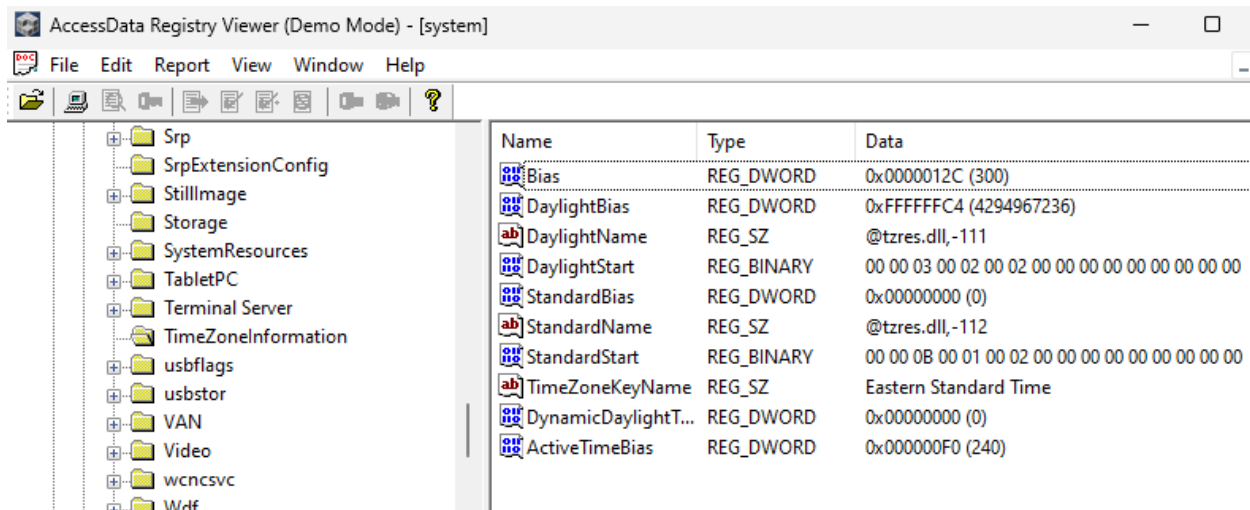 AccessData Registry Viewer (Demo Mode) - [system]
File Edit Report View Window Help
Srp
SrpExtensionConfig
StillImage
Storage
SystemResources
TabletPC
Terminal Server
TimeZoneInformation
usbflags
usbstor
VAN
Video
wcncsvc
Wdf
Name Type Data
Bias REG_DWORD 0x0000012C (300)
DaylightBias REG_DWORD 0xFFFFFFC4 (4294967236)
DaylightName REG_SZ @tzres.dll,-111
DaylightStart REG_BINARY 00 00 03 00 02 00 02 00 00 00 00 00 00 00 00 00
StandardBias REG_DWORD 0x00000000 (0)
StandardName REG_SZ @tzres.dll,-112
StandardStart REG_BINARY 00 00 0B 00 01 00 02 00 00 00 00 00 00 00 00 00
TimeZoneKeyName REG_SZ Eastern Standard Time
DynamicDaylightT... REG_DWORD 0x00000000 (0)
ActiveTimeBias REG_DWORD 0x000000F0 (240)